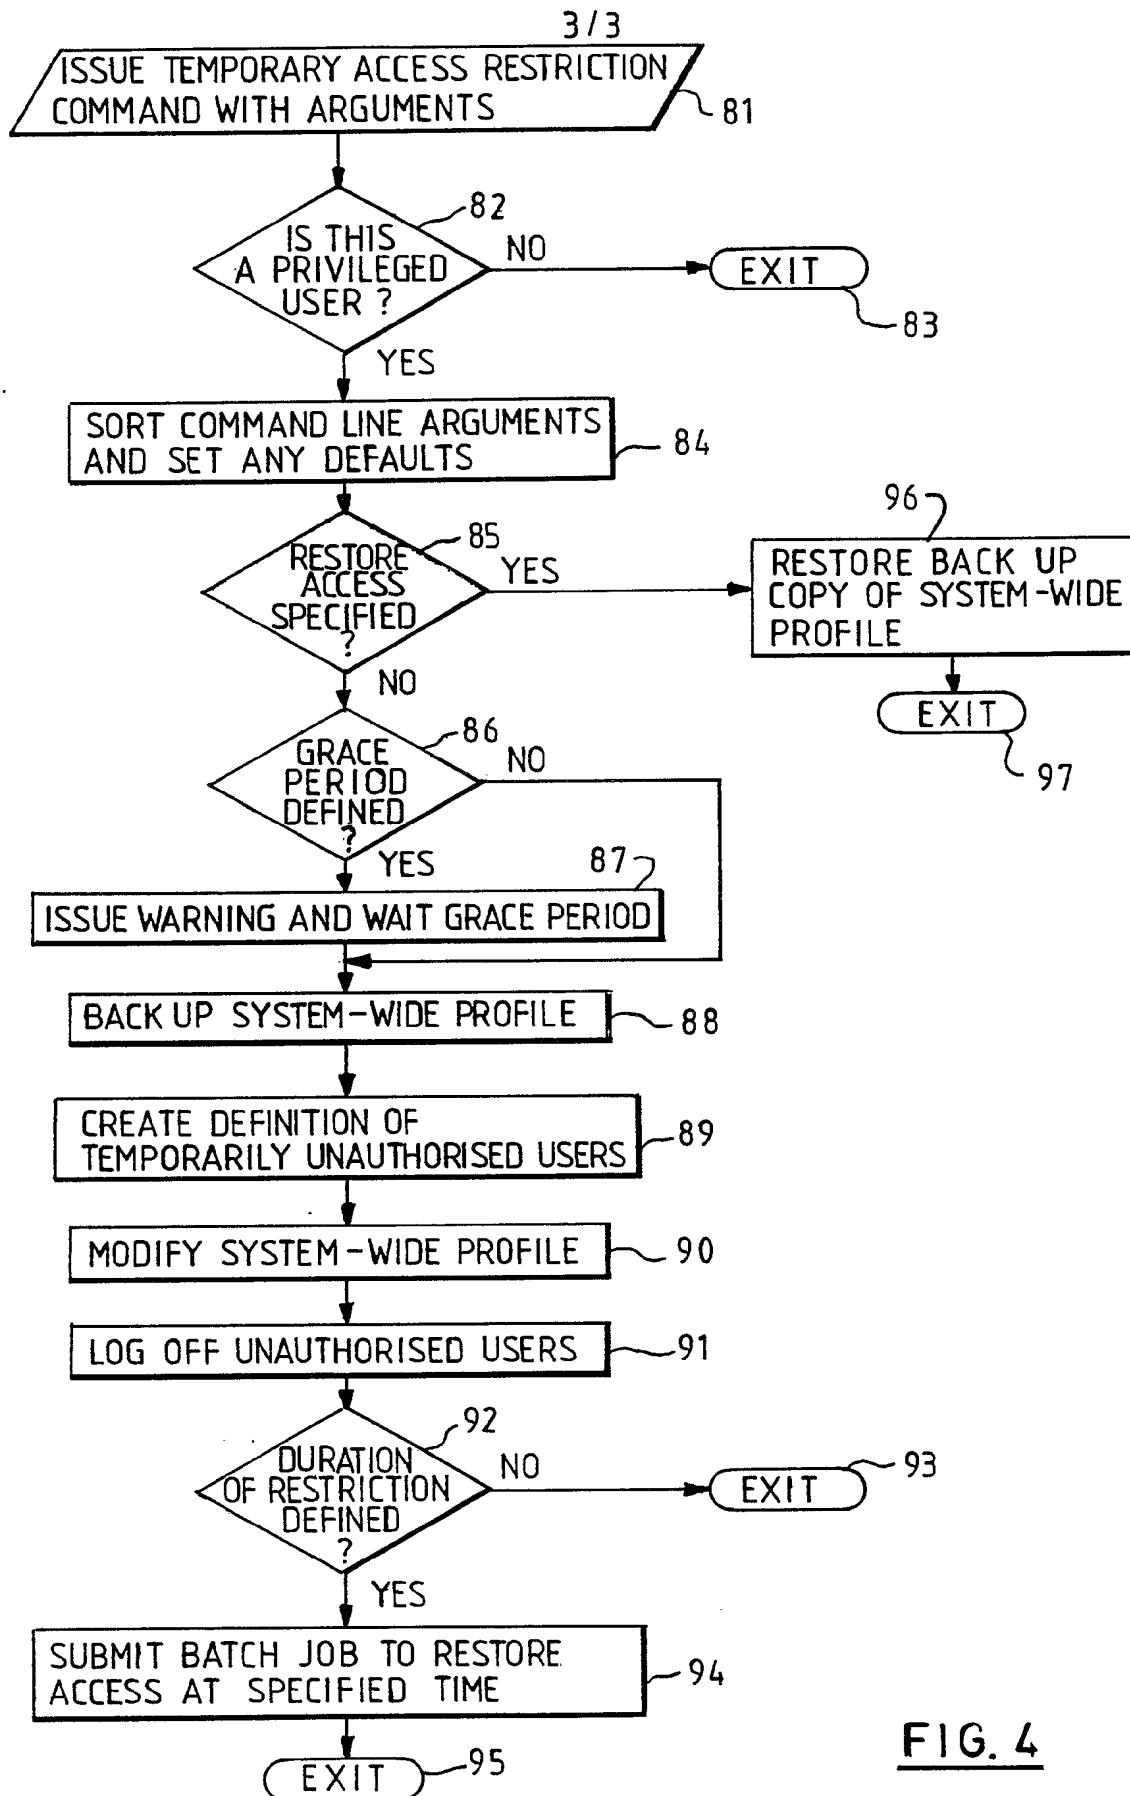 3/3
ISSUE TEMPORARY ACCESS RESTRICTION
COMMAND WITH ARGUMENTS
81
82
IS THIS
A PRIVILEGED
USER ?
NO
EXIT
83
YES
SORT COMMAND LINE ARGUMENTS
AND SET ANY DEFAULTS
84
85
RESTORE
ACCESS
SPECIFIED
?
YES
96
RESTORE BACK UP
COPY OF SYSTEM-WIDE
PROFILE
EXIT
97
NO
86
GRACE
PERIOD
DEFINED
?
NO
YES
87
ISSUE WARNING AND WAIT GRACE PERIOD
BACK UP SYSTEM-WIDE PROFILE
88
CREATE DEFINITION OF
TEMPORARILY UNAUTHORISED USERS
89
MODIFY SYSTEM-WIDE PROFILE
90
LOG OFF UNAUTHORISED USERS
91
92
DURATION
OF RESTRICTION
DEFINED
?
NO
EXIT
93
YES
SUBMIT BATCH JOB TO RESTORE
ACCESS AT SPECIFIED TIME
94
EXIT
95
FIG. 4